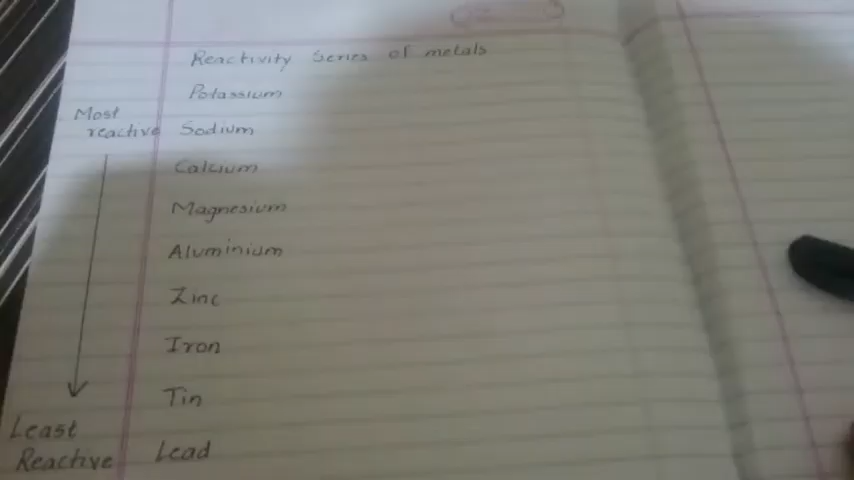 Reactivity Series of metals
Potassium
Most
reactive
Sodium
Calcium
Magnesium
Aluminium
Zinc
Iron
Tin
Least
Reactive
Lead